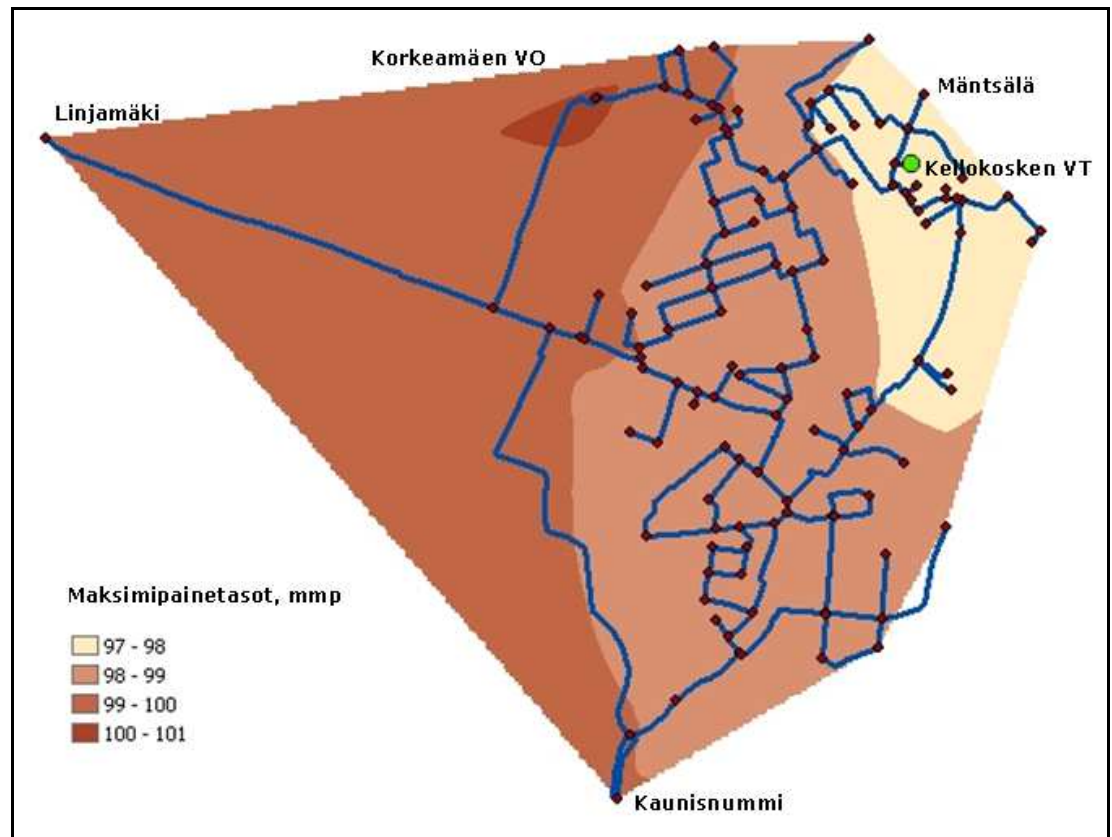 Korkeamäen VO
Linjamäki
Mäntsälä
Kellokosken VT
Maksimipainetasot, mmp
97 - 98
98 - 99
99 - 100
100 - 101
Kaunisnummi